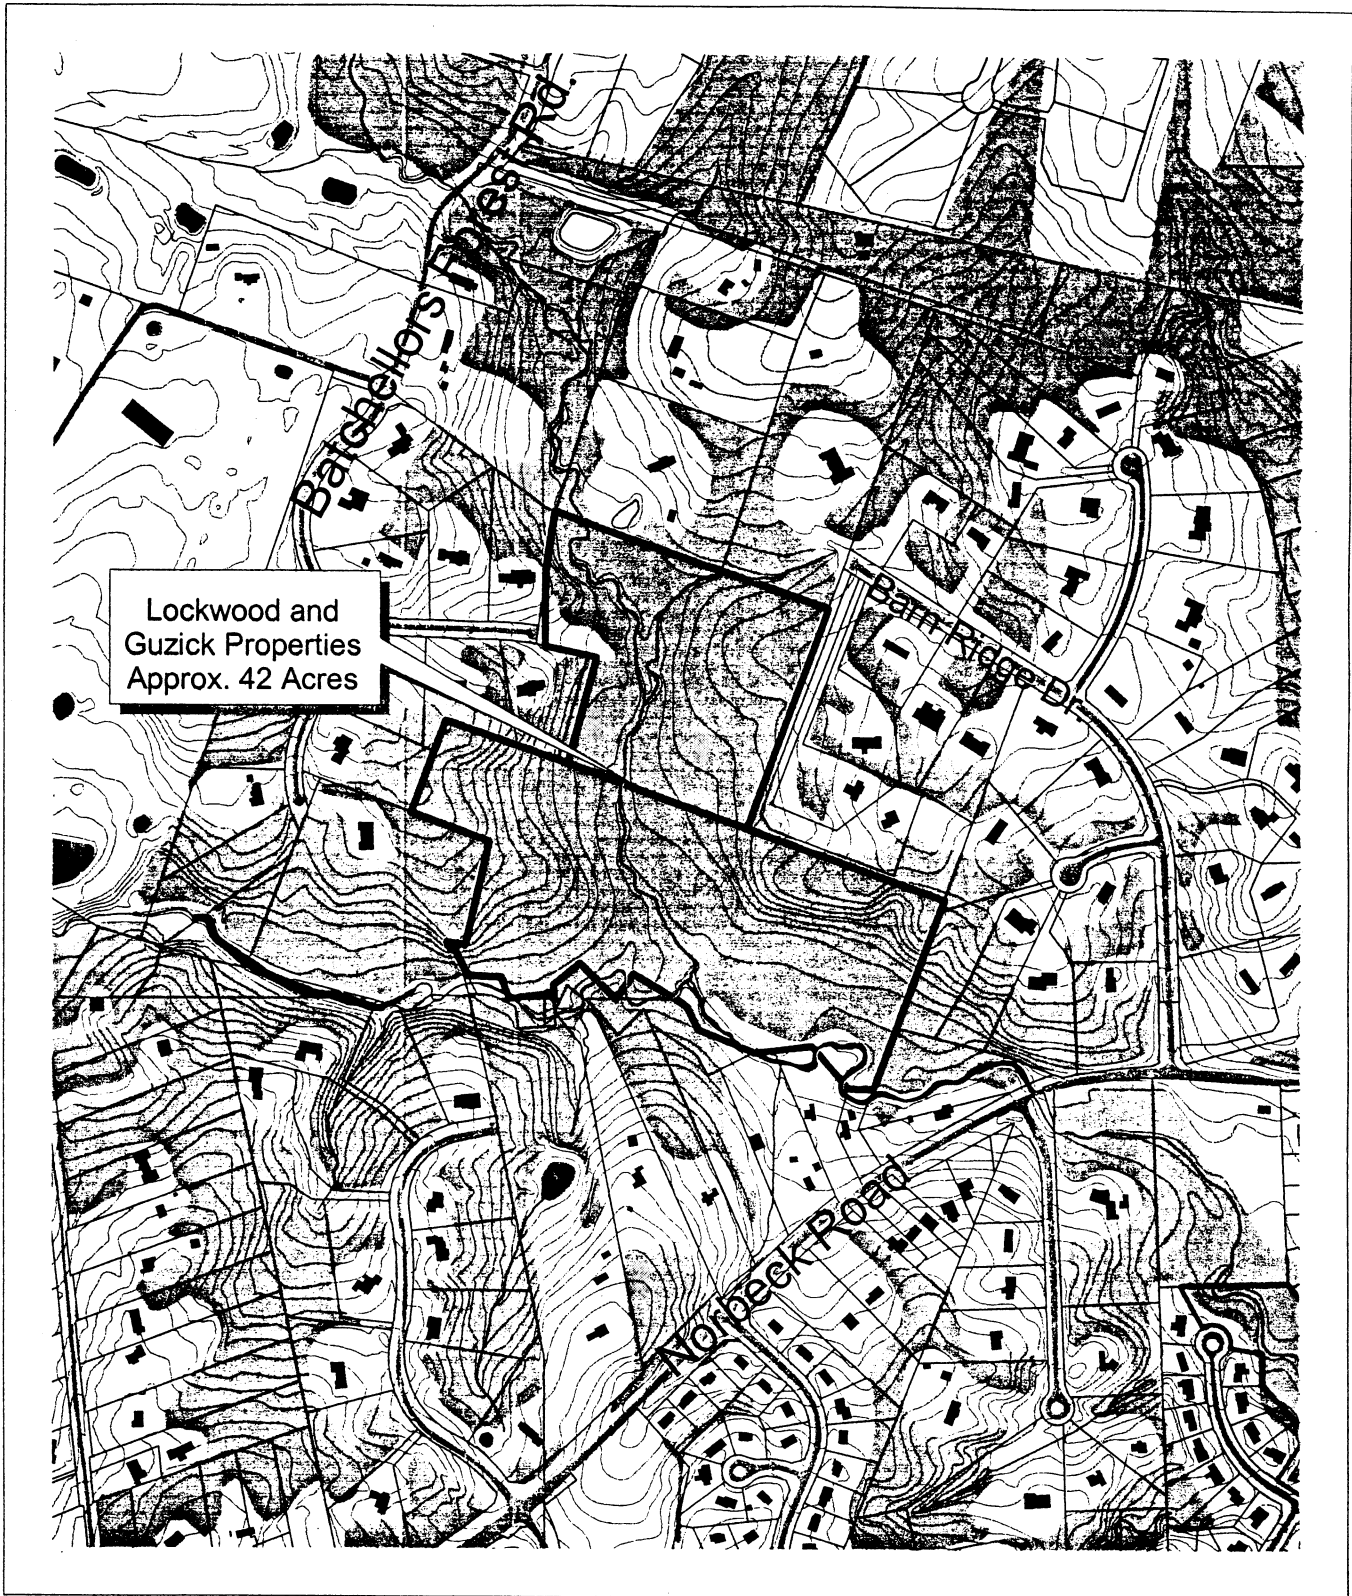 Batchellors Forest Rd.
Lockwood and
Guzick Properties
Approx. 42 Acres
Barn Ridge Dr
Norbeck Road